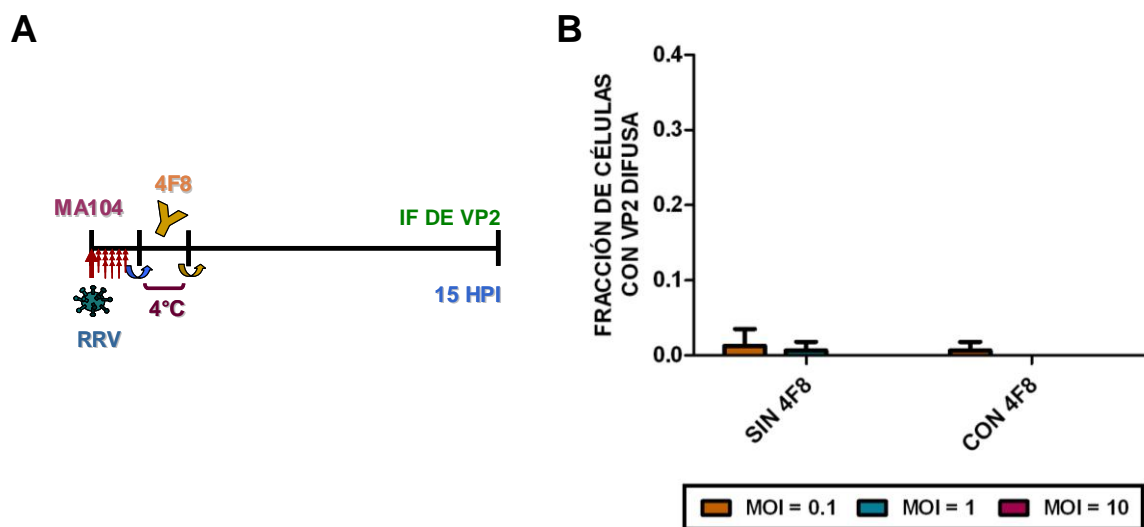 A
4F8
MA104
IF DE VP2
4°C
15 HPI
RRV
B
FRACCIÓN DE CÉLULAS
CON VP2 DIFUSA
0.4
0.3
0.2
0.1
0.0
SIN 4F8
CON 4F8
MOI = 0.1
MOI = 1
MOI = 10